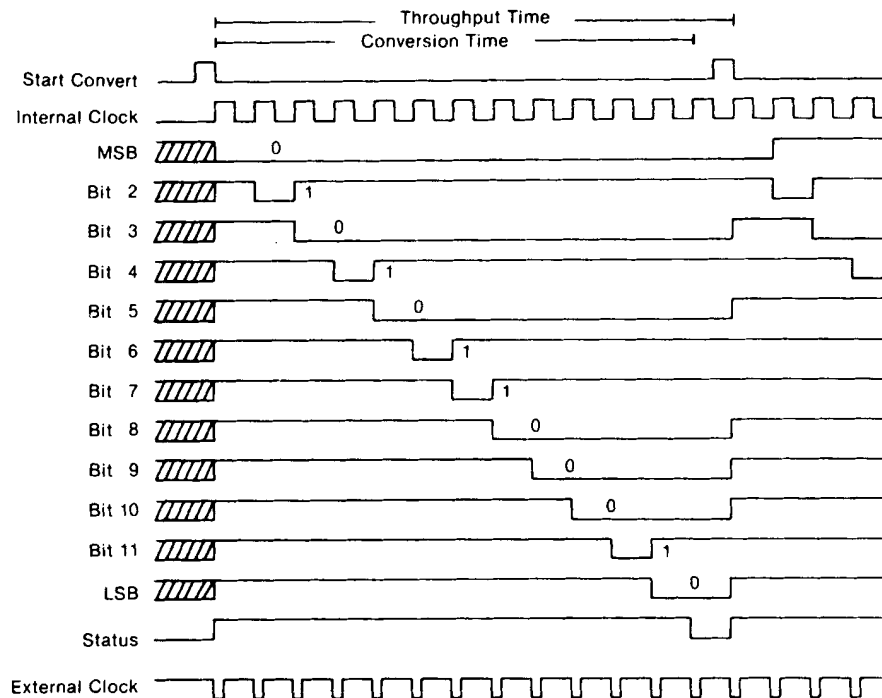 Throughput Time
Conversion Time
Start Convert
Internal Clock
MSB 0
Bit 2 1
Bit 3 0
Bit 4 1
Bit 5 0
Bit 6 1
Bit 7 1
Bit 8 0
Bit 9 0
Bit 10 0
Bit 11 1
LSB 0
Status
External Clock